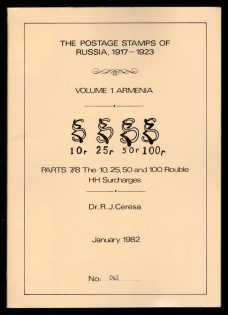 THE POSTAGE STAMPS OF
RUSSIA, 1917-1923
VOLUME 1 ARMENIA
10r 25r 50r 100r
PARTS 7/8 The 10, 25, 50 and 100 Rouble
HH Surcharges
Dr. R. J. Ceresa
January 1982
No: